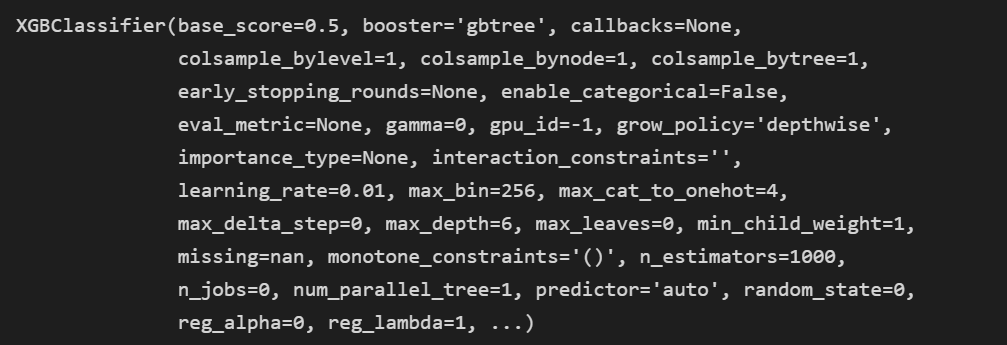 XGBClassifier(base_score=0.5, booster='gbtree', callbacks=None,
colsample_bylevel=1, colsample_bynode=1, colsample_bytree=1,
early_stopping_rounds=None, enable_categorical=False,
eval_metric=None, gamma=0, gpu_id=-1, grow_policy='depthwise',
importance_type=None, interaction_constraints='',
learning_rate=0.01, max_bin=256, max_cat_to_onehot=4,
max_delta_step=0, max_depth=6, max_leaves=0, min_child_weight=1,
missing=nan, monotone_constraints='()', n_estimators=1000,
n_jobs=0, num_parallel_tree=1, predictor='auto', random_state=0,
reg_alpha=0, reg_lambda=1, ...)